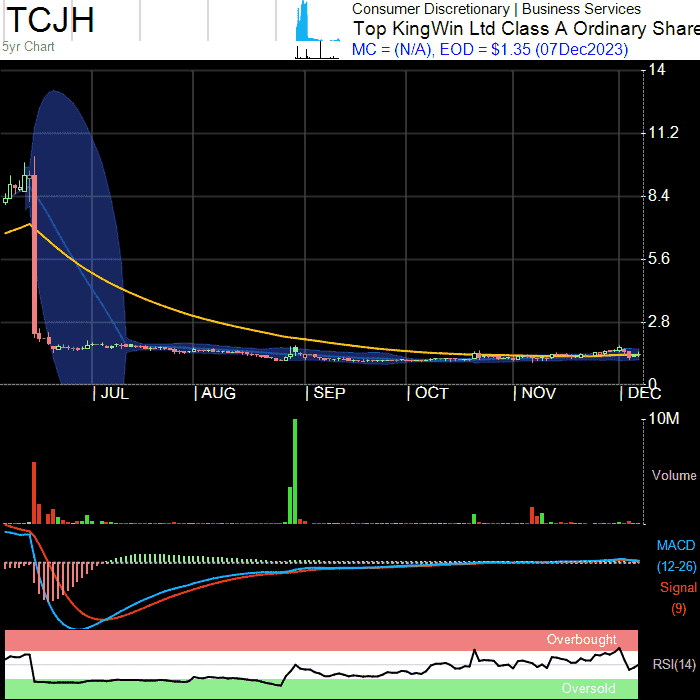 TCJH
5yr Chart
Consumer Discretionary | Business Services
Top KingWin Ltd Class A Ordinary Share
MC = (N/A), EOD = $1.35 (07Dec2023)
14
11.2
8.4
5.6
2.8
0
JUL AUG SEP OCT NOV DEC
10M
Volume
MACD
(12-26)
Signal
(9)
Overbought
RSI(14)
Oversold